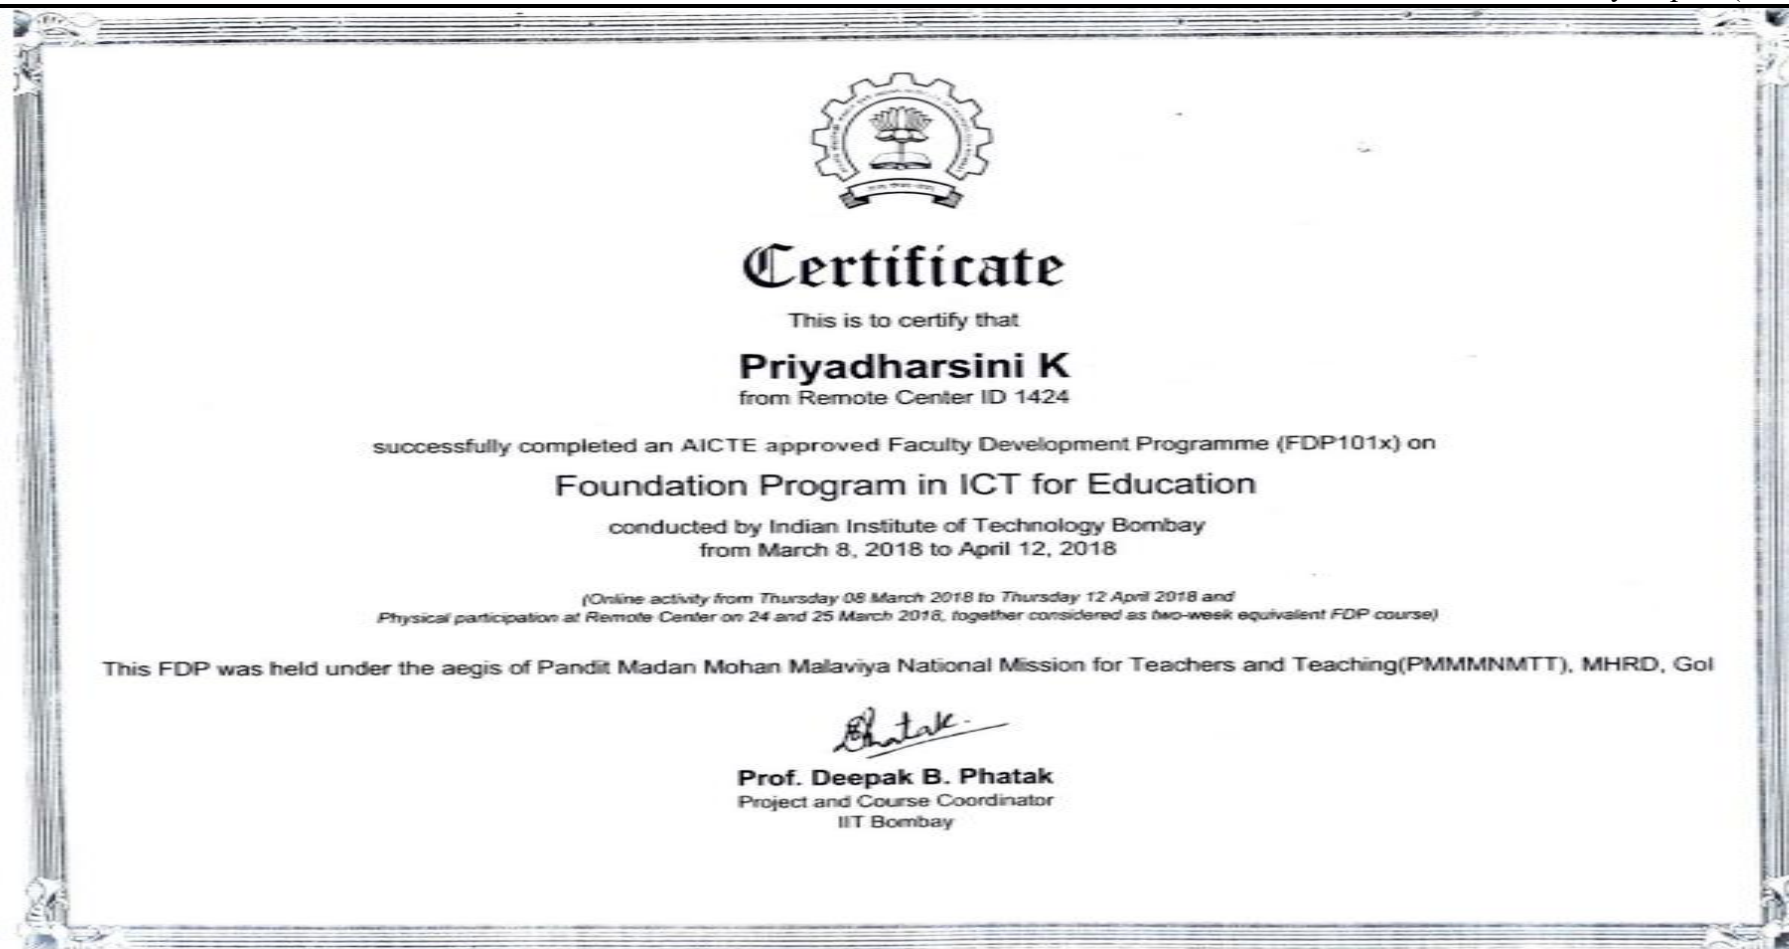 Certificate
This is to certify that
Priyadharsini K
from Remote Center ID 1424
successfully completed an AICTE approved Faculty Development Programme (FDP101x) on
Foundation Program in ICT for Education
conducted by Indian Institute of Technology Bombay
from March 8, 2018 to April 12, 2018
(Online activity from Thursday 08 March 2018 to Thursday 12 April 2018 and
Physical participation at Remote Center on 24 and 25 March 2018, together considered as two-week equivalent FDP course)
This FDP was held under the aegis of Pandit Madan Mohan Malaviya National Mission for Teachers and Teaching(PMMMNMTT), MHRD, GoI
Phatak
Prof. Deepak B. Phatak
Project and Course Coordinator
IIT Bombay